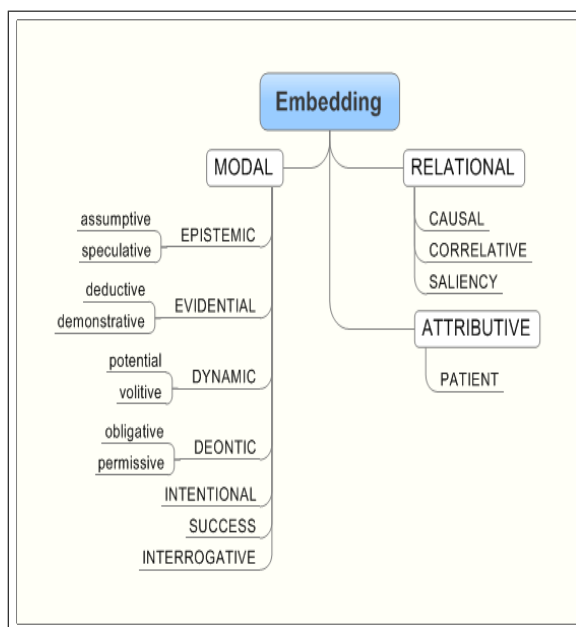 Embedding
MODAL
assumptive
speculative
EPISTEMIC
deductive
demonstrative
EVIDENTIAL
potential
volitive
DYNAMIC
obligative
permissive
DEONTIC
INTENTIONAL
SUCCESS
INTERROGATIVE
RELATIONAL
CAUSAL
CORRELATIVE
SALIENCY
ATTRIBUTIVE
PATIENT